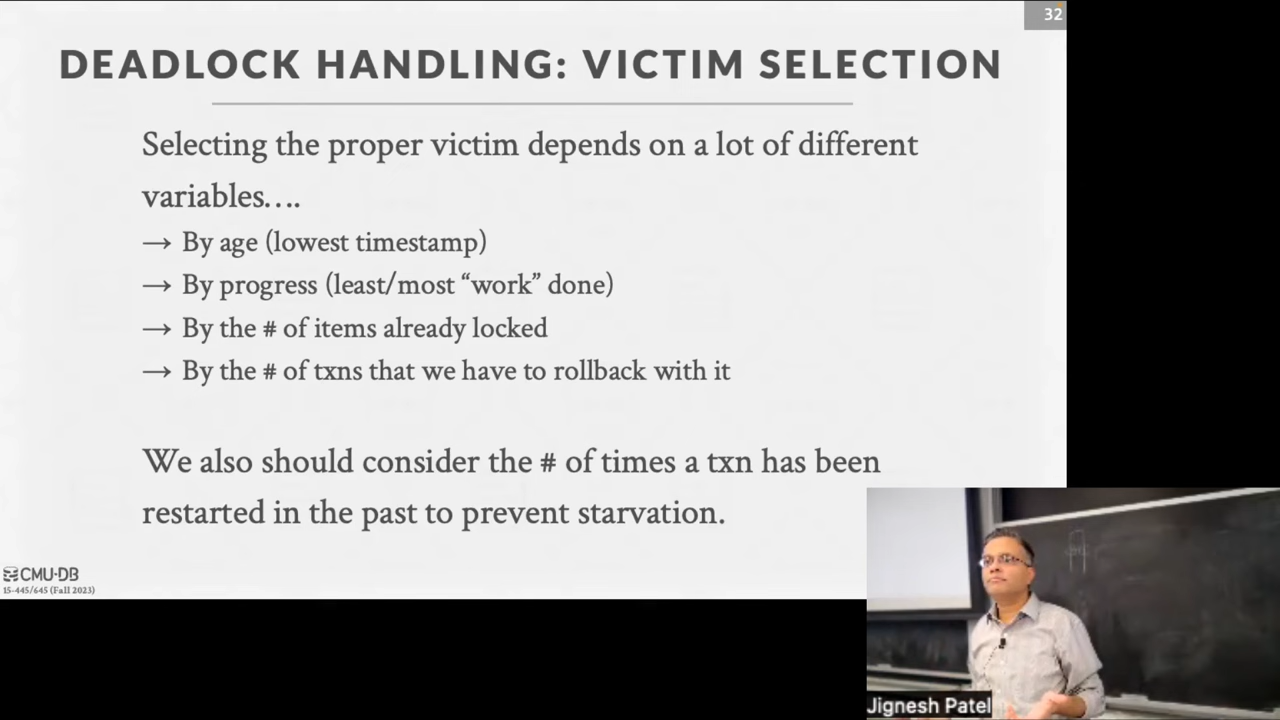 32
DEADLOCK HANDLING: VICTIM SELECTION
Selecting the proper victim depends on a lot of different
variables….
→ By age (lowest timestamp)
→ By progress (least/most “work” done)
→ By the # of items already locked
→ By the # of txns that we have to rollback with it
We also should consider the # of times a txn has been
restarted in the past to prevent starvation.
CMU·DB
15-445/645 (Fall 2023)
Jignesh Patel